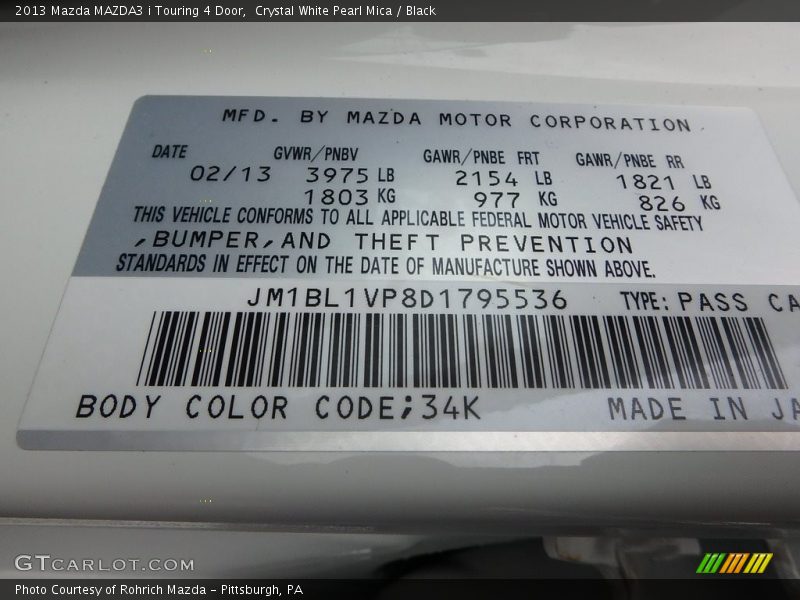 2013 Mazda MAZDA3 i Touring 4 Door,  Crystal White Pearl Mica / Black
MFD. BY MAZDA MOTOR CORPORATION
DATE GVWR/PNBV GAWR/PNBE FRT GAWR/PNBE RR
02/13 3975 LB 2154 LB 1821 LB
1803 KG 977 KG 826 KG
THIS VEHICLE CONFORMS TO ALL APPLICABLE FEDERAL MOTOR VEHICLE SAFETY
,BUMPER,AND THEFT PREVENTION
STANDARDS IN EFFECT ON THE DATE OF MANUFACTURE SHOWN ABOVE.
JM1BL1VP8D1795536 TYPE: PASS CA
BODY COLOR CODE;34K MADE IN JA
GTCARLOT.COM
Photo Courtesy of Rohrich Mazda - Pittsburgh, PA